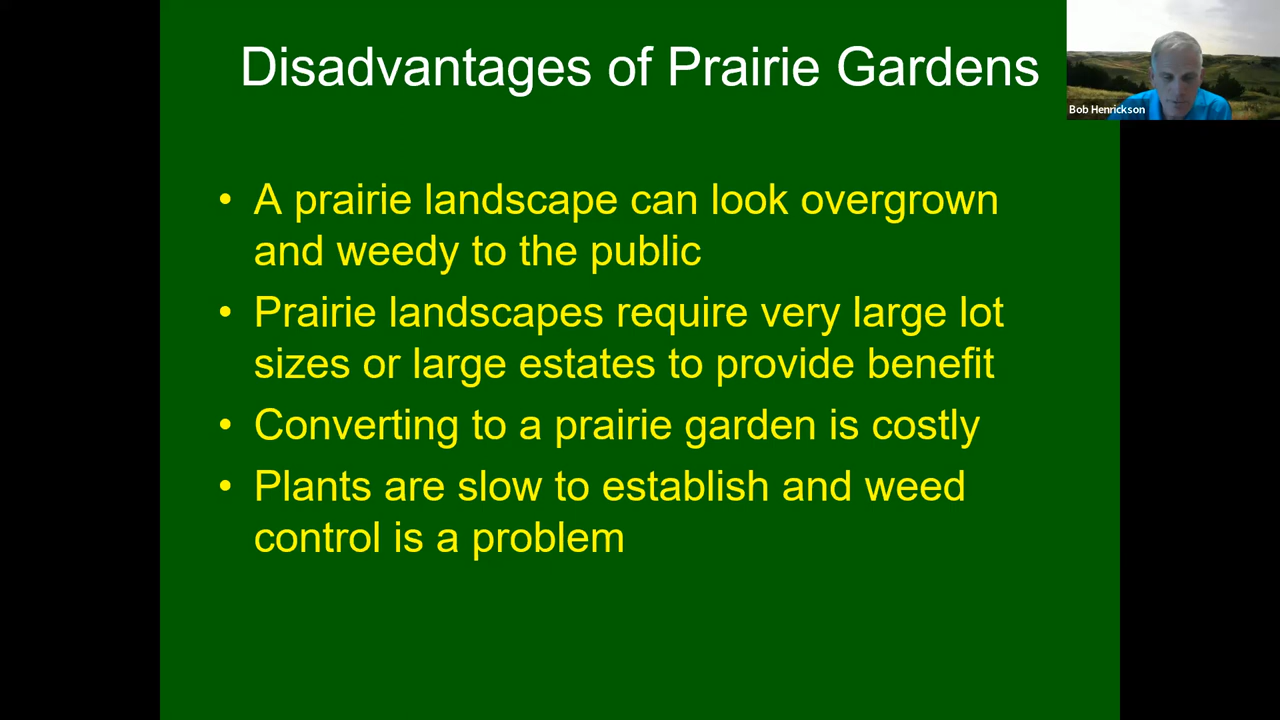 Disadvantages of Prairie Gardens
Bob Henrickson
• A prairie landscape can look overgrown
and weedy to the public
• Prairie landscapes require very large lot
sizes or large estates to provide benefit
• Converting to a prairie garden is costly
• Plants are slow to establish and weed
control is a problem